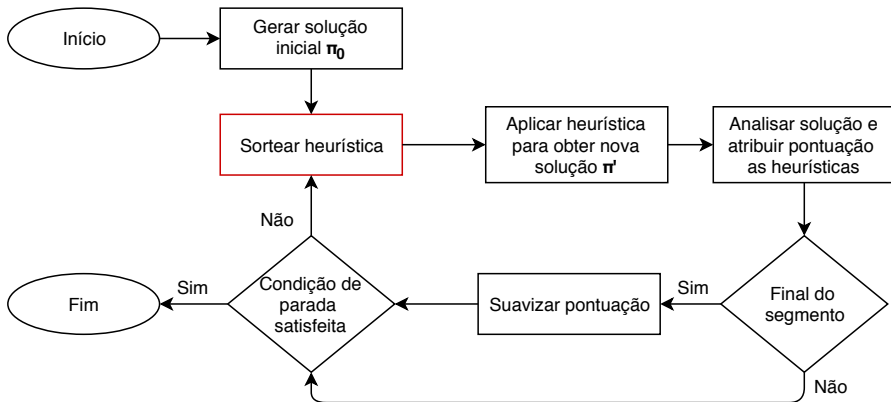 Início
Gerar solução
inicial π0
Sortear heurística
Aplicar heurística
para obter nova
solução π'
Analisar solução e
atribuir pontuação
as heurísticas
Não
Fim
Sim
Condição de
parada
satisfeita
Suavizar pontuação
Sim
Final do
segmento
Não